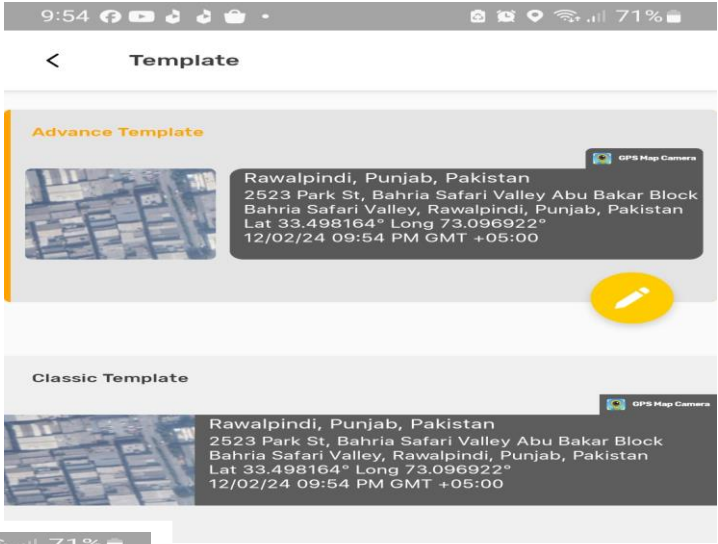 9:54
71%
Template
Advance Template
GPS Map Camera
Rawalpindi, Punjab, Pakistan
2523 Park St, Bahria Safari Valley Abu Bakar Block
Bahria Safari Valley, Rawalpindi, Punjab, Pakistan
Lat 33.498164° Long 73.096922°
12/02/24 09:54 PM GMT +05:00
Classic Template
GPS Map Camera
Rawalpindi, Punjab, Pakistan
2523 Park St, Bahria Safari Valley Abu Bakar Block
Bahria Safari Valley, Rawalpindi, Punjab, Pakistan
Lat 33.498164° Long 73.096922°
12/02/24 09:54 PM GMT +05:00
71%